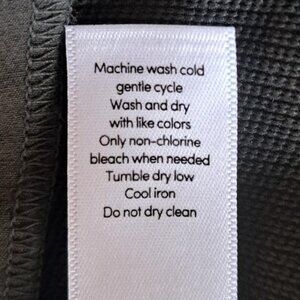 Machine wash cold
gentle cycle
Wash and dry
with like colors
Only non-chlorine
bleach when needed
Tumble dry low
Cool iron
Do not dry clean